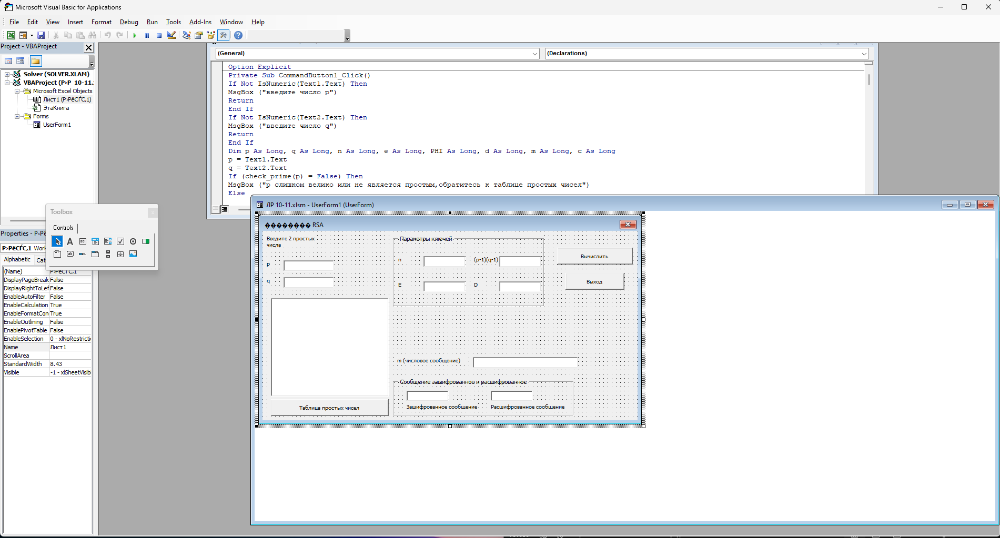 Microsoft Visual Basic for Applications
File Edit View Insert Format Debug Run Tools Add-Ins Window Help
Project - VBAProject
Solver (SOLVER.XLAM)
VBAProject (Р›Р 10-11.
Microsoft Excel Objects
Лист1 (Р›РёСЃС‚1)
ЭтаКнига
Forms
UserForm1
(General) (Declarations)
Option Explicit
Private Sub CommandButton1_Click()
If Not IsNumeric(Text1.Text) Then
MsgBox ("введите число p")
Return
End If
If Not IsNumeric(Text2.Text) Then
MsgBox ("введите число q")
Return
End If
Dim p As Long, q As Long, n As Long, e As Long, PHI As Long, d As Long, m As Long, c As Long
p = Text1.Text
q = Text2.Text
If (check_prime(p) = False) Then
MsgBox ("p слишком велико или не является простым,обратитесь к таблице простых чисел")
Else
Toolbox
Controls
Properties - Р›Рё
Р›РёСЃС‚1 Work
Alphabetic Cat
(Name) Р›РёСЃС‚1
DisplayPageBreak False
DisplayRightToLef False
EnableAutoFilter False
EnableCalculation True
EnableFormatCon True
EnableOutlining False
EnablePivotTable False
EnableSelection 0 - xlNoRestricti
Name Лист1
ScrollArea
StandardWidth 8.43
Visible -1 - xlSheetVisibl
ЛР 10-11.xlsm - UserForm1 (UserForm)
�������� RSA
Введите 2 простых
числа
p
q
Таблица простых чисел
Параметры ключей
n (p-1)(q-1)
E D
Вычислить
Выход
m (числовое сообщение)
Сообщение зашифрованное и расшифрованное
Зашифрованное сообщение Расшифрованное сообщение